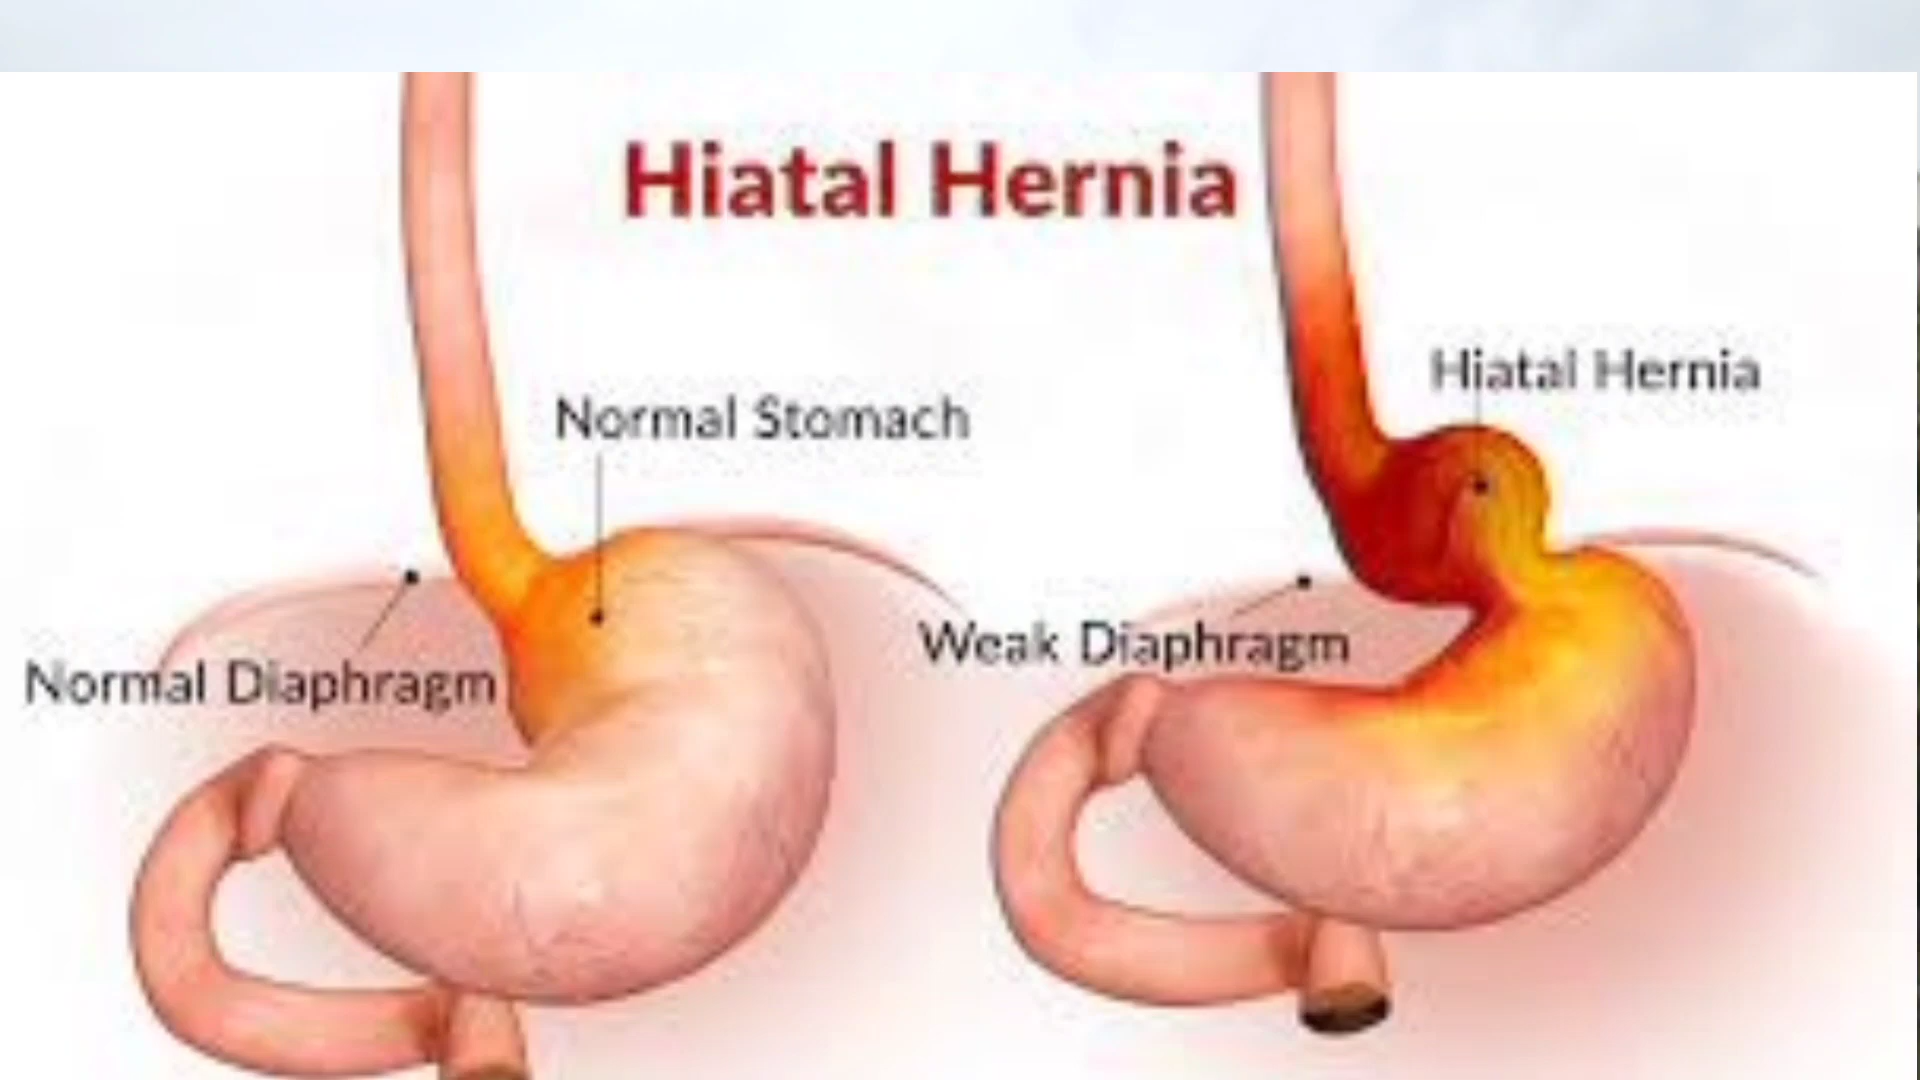 Hiatal Hernia
Hiatal Hernia
Normal Stomach
Weak Diaphragm
Normal Diaphragm